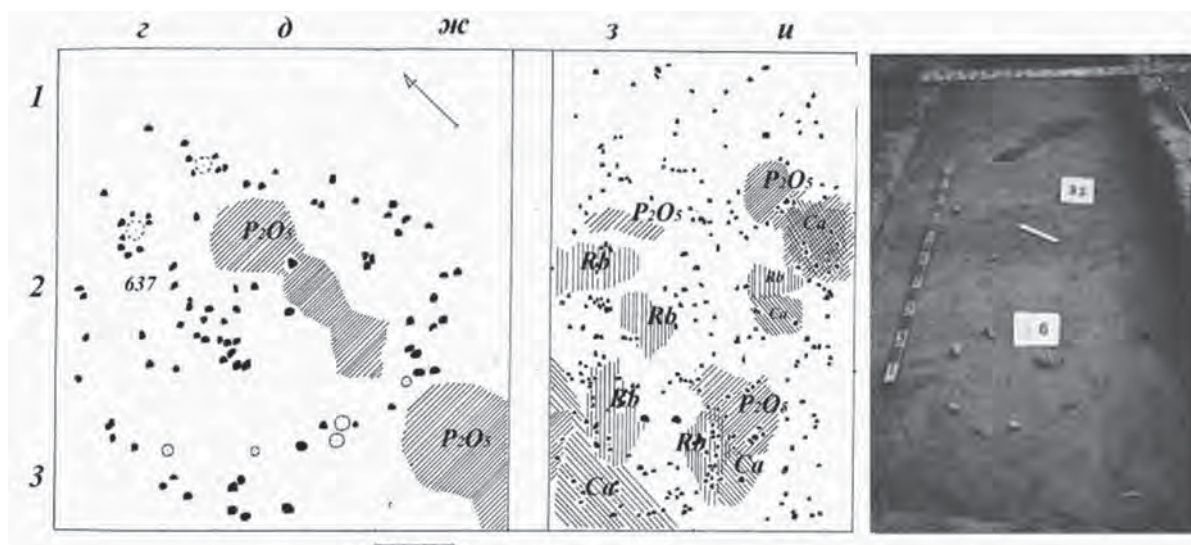 г д ж з и
1
P₂O₅
P₂O₅ P₂O₅ Ca
Rb Rb
2 637
Rb Ca
Rb P₂O₅
P₂O₅ Rb
3 Ca Ca
6